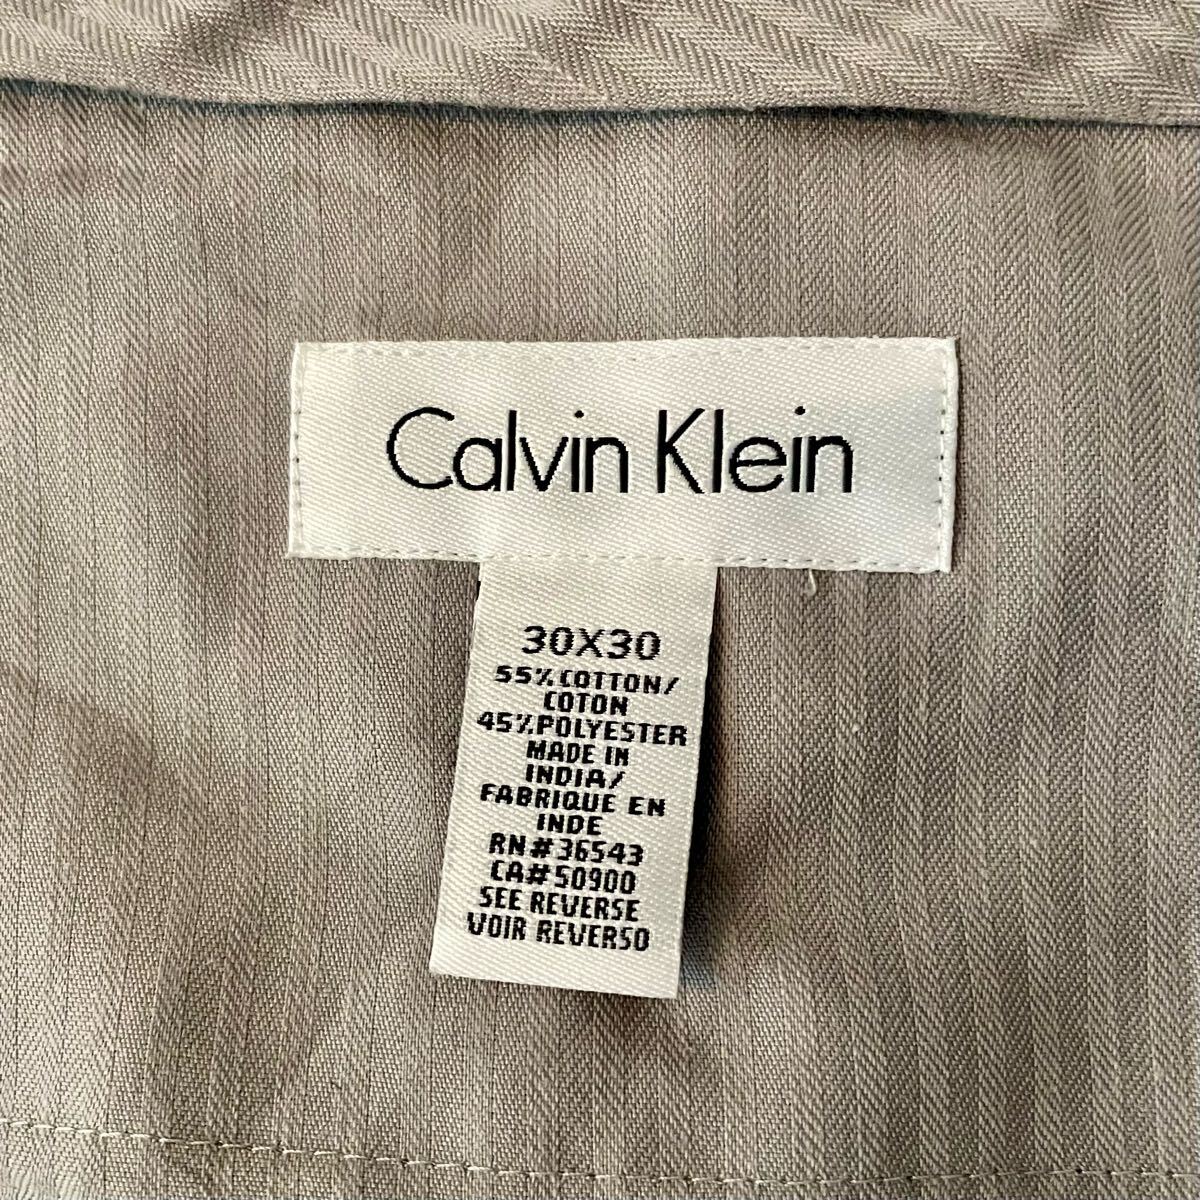 Calvin Klein
30X30
55% COTTON/
COTON
45% POLYESTER
MADE IN
INDIA/
FABRIQUE EN
INDE
RN#36543
CA#50900
SEE REVERSE
VOIR REVERSO